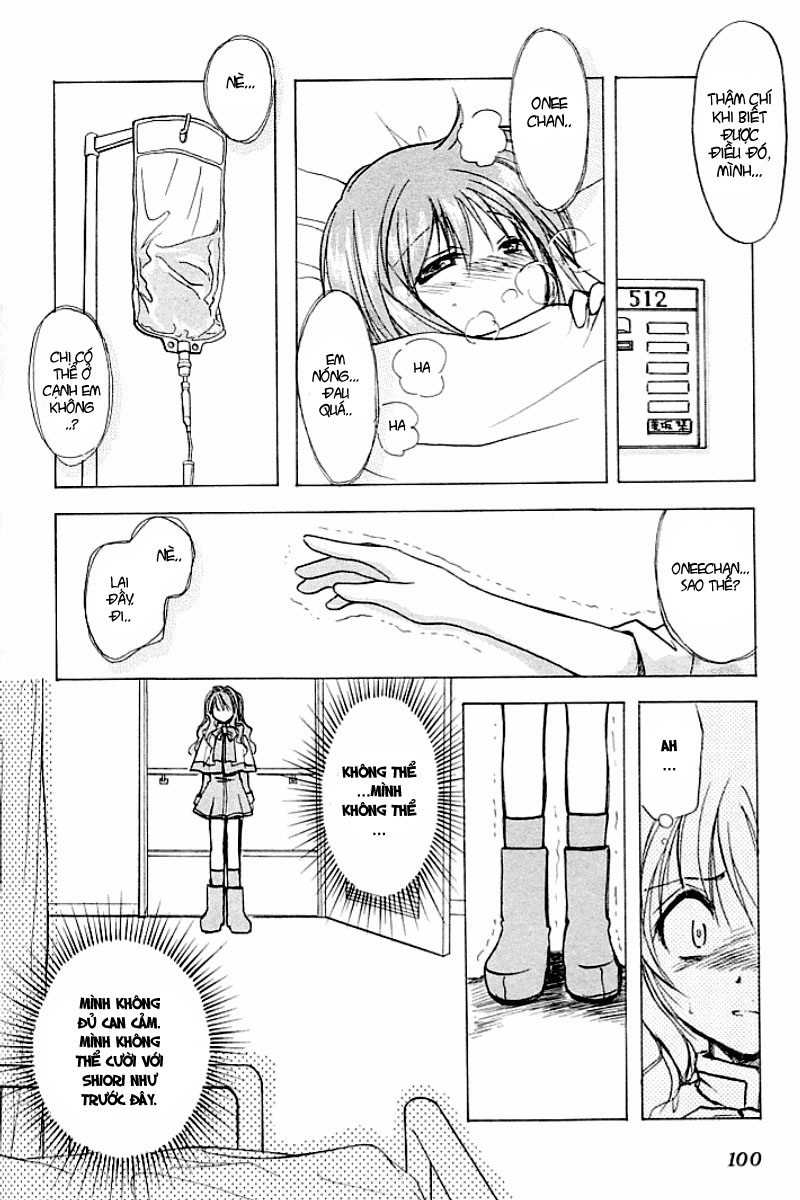 THẬM CHÍ
KHI BIẾT
ĐƯỢC
ĐIỀU ĐÓ,
MÌNH...
512
ONEE
CHAN..
EM
NÓNG...
ĐAU
QUÁ.
HA
HA
NÈ...
CHỊ CÓ
THỂ Ở
CẠNH EM
KHÔNG
..?
ONEECHAN...
SAO THẾ?
NÈ..
LẠI
ĐÂY.
ĐI..
AH
...
KHÔNG THỂ
...MÌNH
KHÔNG THỂ
...
MÌNH KHÔNG
ĐỦ CAN CẢM.
MÌNH KHÔNG
THỂ CƯỜI VỚI
SHIORI NHƯ
TRƯỚC ĐÂY.
100